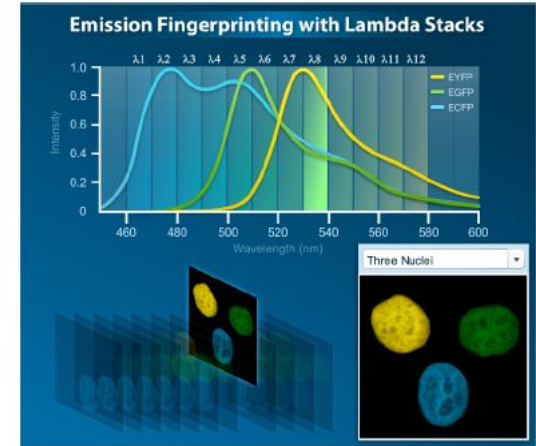 Emission Fingerprinting with Lambda Stacks
λ1 λ2 λ3 λ4 λ5 λ6 λ7 λ8 λ9 λ10 λ11 λ12
1.0
0.8
0.6
0.4
0.2
0
Intensity
EYFP
EGFP
ECFP
460 480 500 520 540 560 580 600
Wavelength (nm)
Three Nuclei